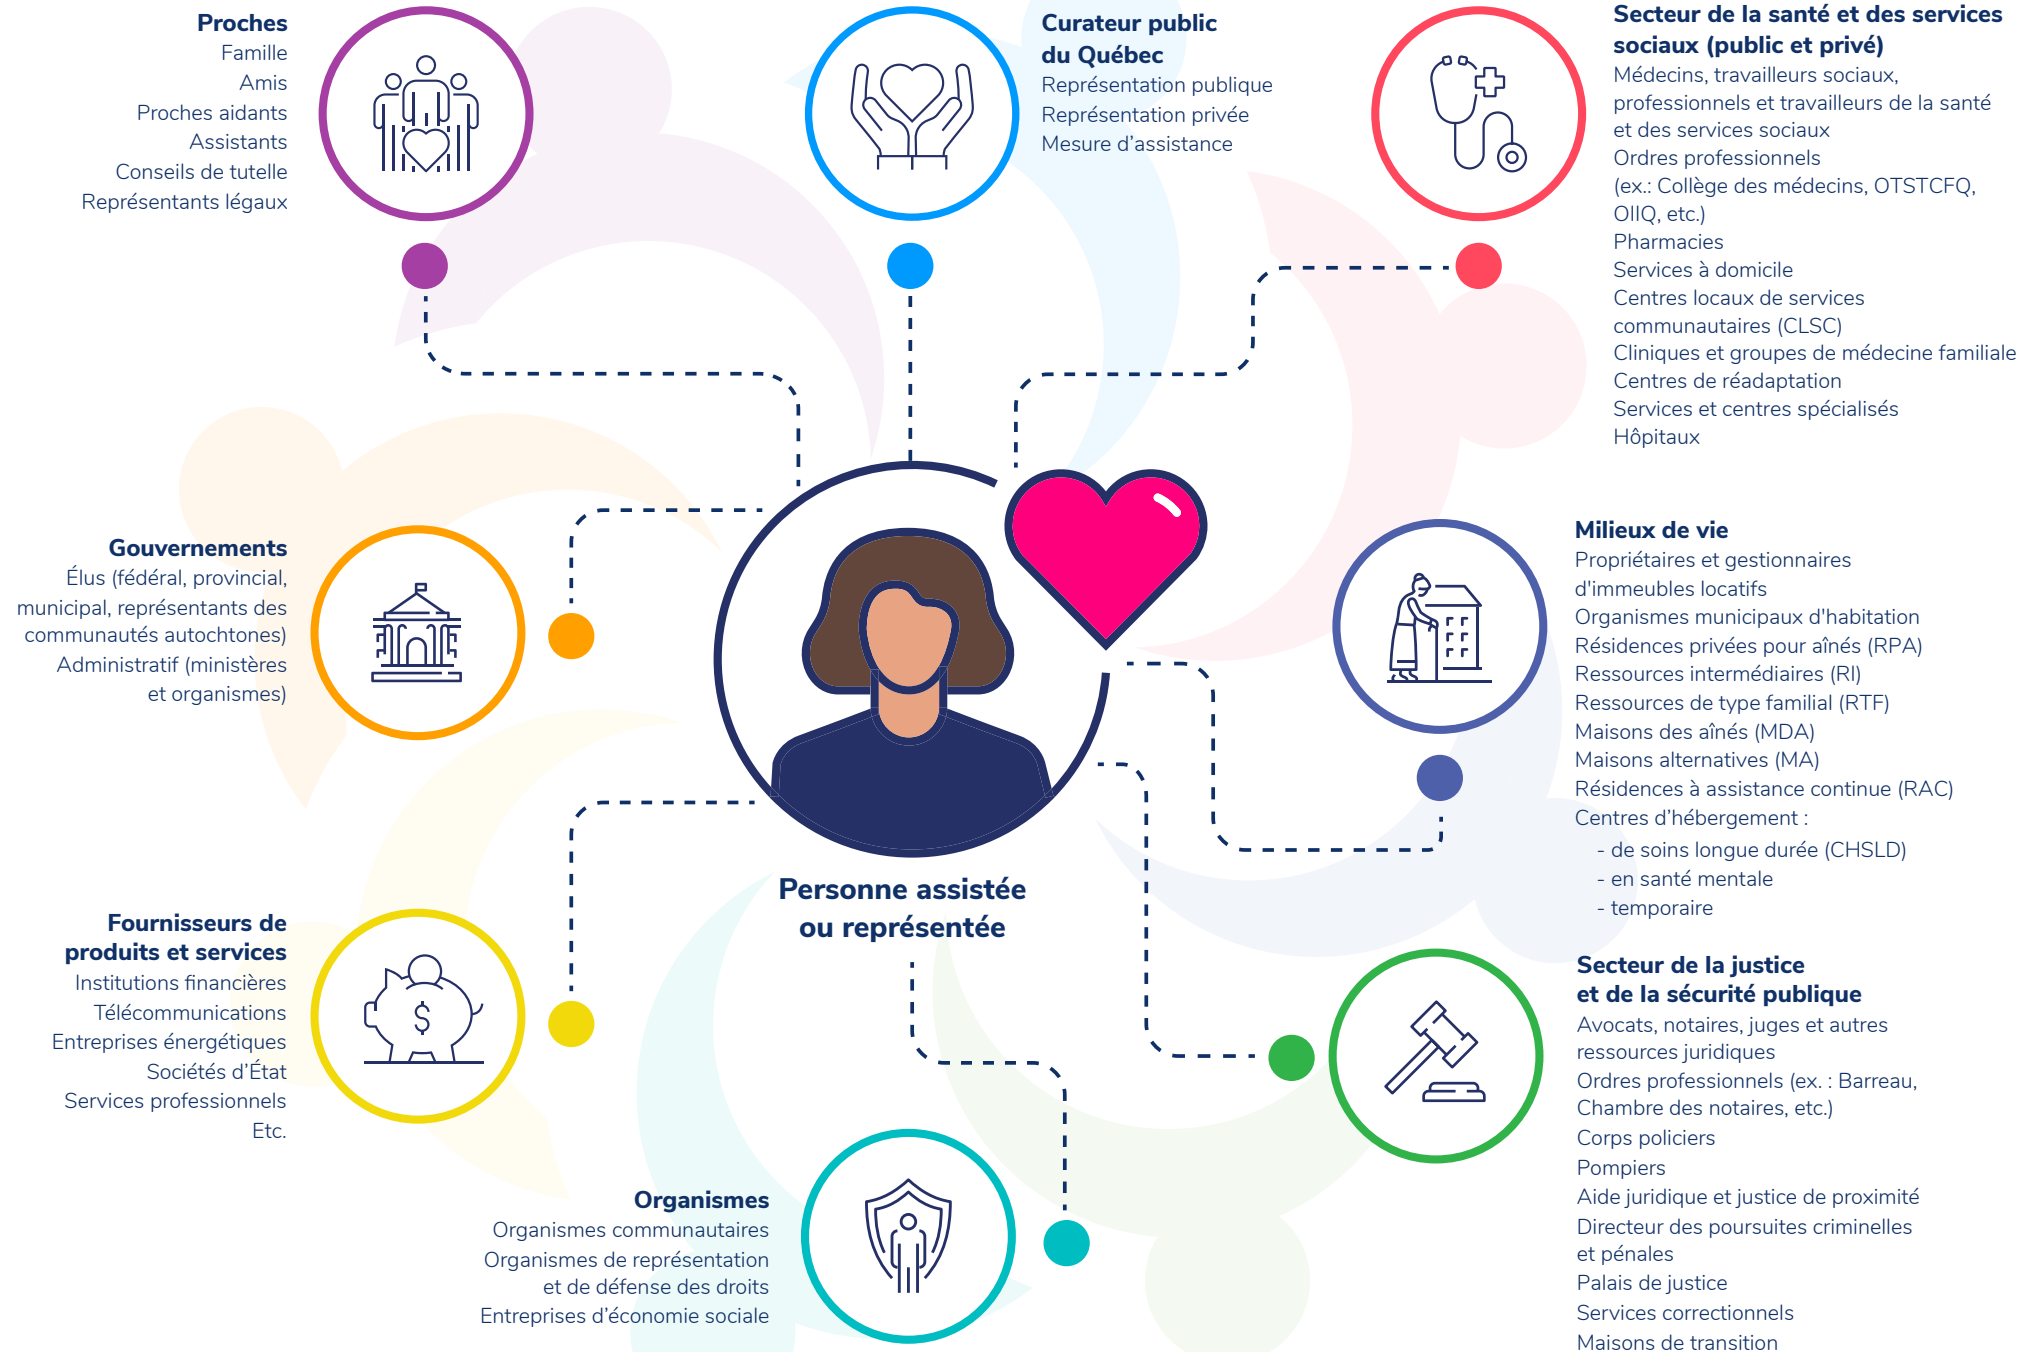 Proches
Famille
Amis
Proches aidants
Assistants
Conseils de tutelle
Représentants légaux
Curateur public
du Québec
Représentation publique
Représentation privée
Mesure d’assistance
Secteur de la santé et des services
sociaux (public et privé)
Médecins, travailleurs sociaux,
professionnels et travailleurs de la santé
et des services sociaux
Ordres professionnels
(ex.: Collège des médecins, OTSTCFQ,
OIIQ, etc.)
Pharmacies
Services à domicile
Centres locaux de services
communautaires (CLSC)
Cliniques et groupes de médecine familiale
Centres de réadaptation
Services et centres spécialisés
Hôpitaux
Gouvernements
Élus (fédéral, provincial,
municipal, représentants des
communautés autochtones)
Administratif (ministères
et organismes)
Milieux de vie
Propriétaires et gestionnaires
d'immeubles locatifs
Organismes municipaux d'habitation
Résidences privées pour aînés (RPA)
Ressources intermédiaires (RI)
Ressources de type familial (RTF)
Maisons des aînés (MDA)
Maisons alternatives (MA)
Résidences à assistance continue (RAC)
Centres d’hébergement :
- de soins longue durée (CHSLD)
- en santé mentale
- temporaire
Personne assistée
ou représentée
Fournisseurs de
produits et services
Institutions financières
Télécommunications
Entreprises énergétiques
Sociétés d’État
Services professionnels
Etc.
$
Secteur de la justice
et de la sécurité publique
Avocats, notaires, juges et autres
ressources juridiques
Ordres professionnels (ex. : Barreau,
Chambre des notaires, etc.)
Corps policiers
Pompiers
Aide juridique et justice de proximité
Directeur des poursuites criminelles
et pénales
Palais de justice
Services correctionnels
Maisons de transition
Organismes
Organismes communautaires
Organismes de représentation
et de défense des droits
Entreprises d’économie sociale